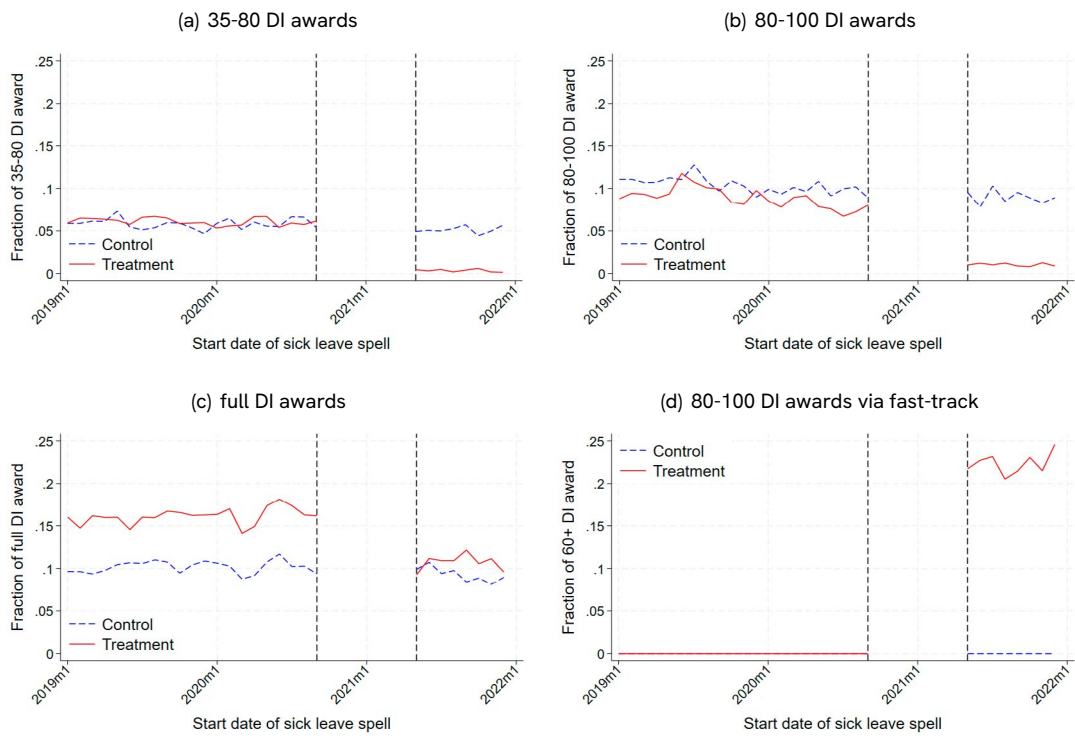 (a) 35-80 DI awards
Fraction of 35-80 DI award
.25
.2
.15
.1
.05
0
Control
Treatment
2019m1
2020m1
2021m1
2022m1
Start date of sick leave spell
(b) 80-100 DI awards
Fraction of 80-100 DI award
.25
.2
.15
.1
.05
0
Control
Treatment
2019m1
2020m1
2021m1
2022m1
Start date of sick leave spell
(c) full DI awards
Fraction of full DI award
.25
.2
.15
.1
.05
0
Control
Treatment
2019m1
2020m1
2021m1
2022m1
Start date of sick leave spell
(d) 80-100 DI awards via fast-track
Fraction of 60+ DI award
.25
.2
.15
.1
.05
0
Control
Treatment
2019m1
2020m1
2021m1
2022m1
Start date of sick leave spell